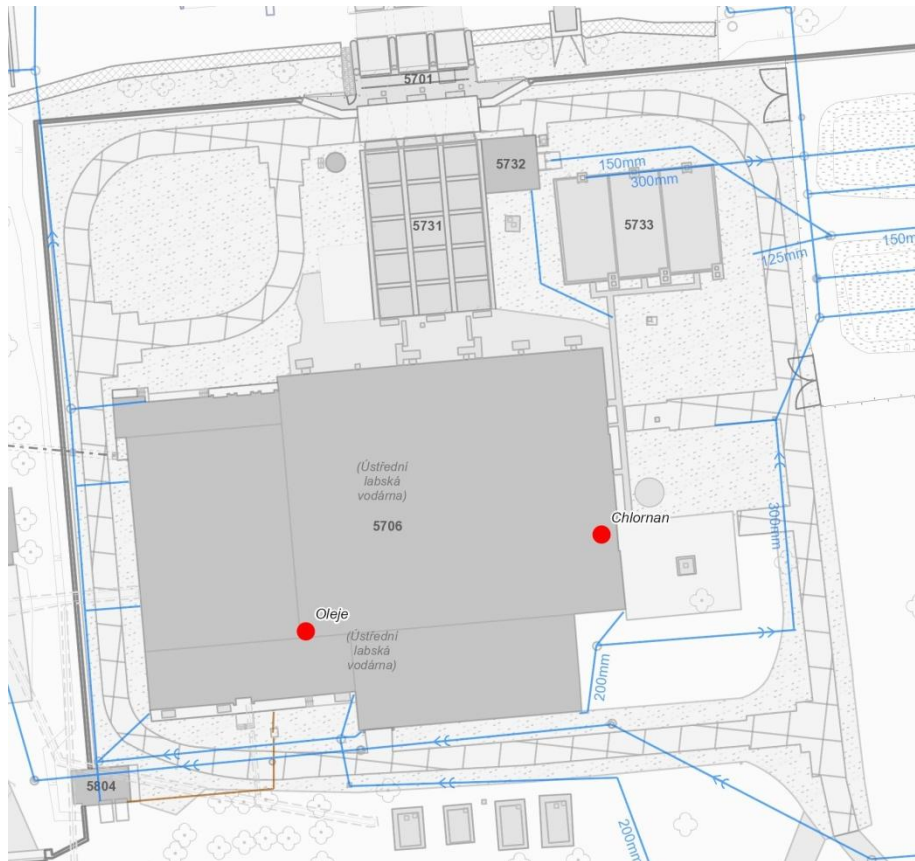 5701
5732
150mm
300mm
5731
5733
150m
125mm
(Ústřední
labská
vodárna)
5706
Chlornan
300mm
Oleje
(Ústřední
labská
vodárna)
200mm
5804
200mm